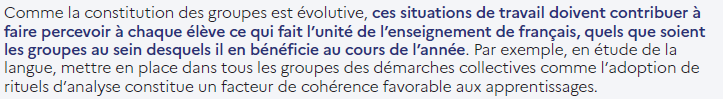 Comme la constitution des groupes est évolutive, ces situations de travail doivent contribuer à
faire percevoir à chaque élève ce qui fait l’unité de l’enseignement de français, quels que soient
les groupes au sein desquels il en bénéficie au cours de l’année. Par exemple, en étude de la
langue, mettre en place dans tous les groupes des démarches collectives comme l’adoption de
rituels d’analyse constitue un facteur de cohérence favorable aux apprentissages.